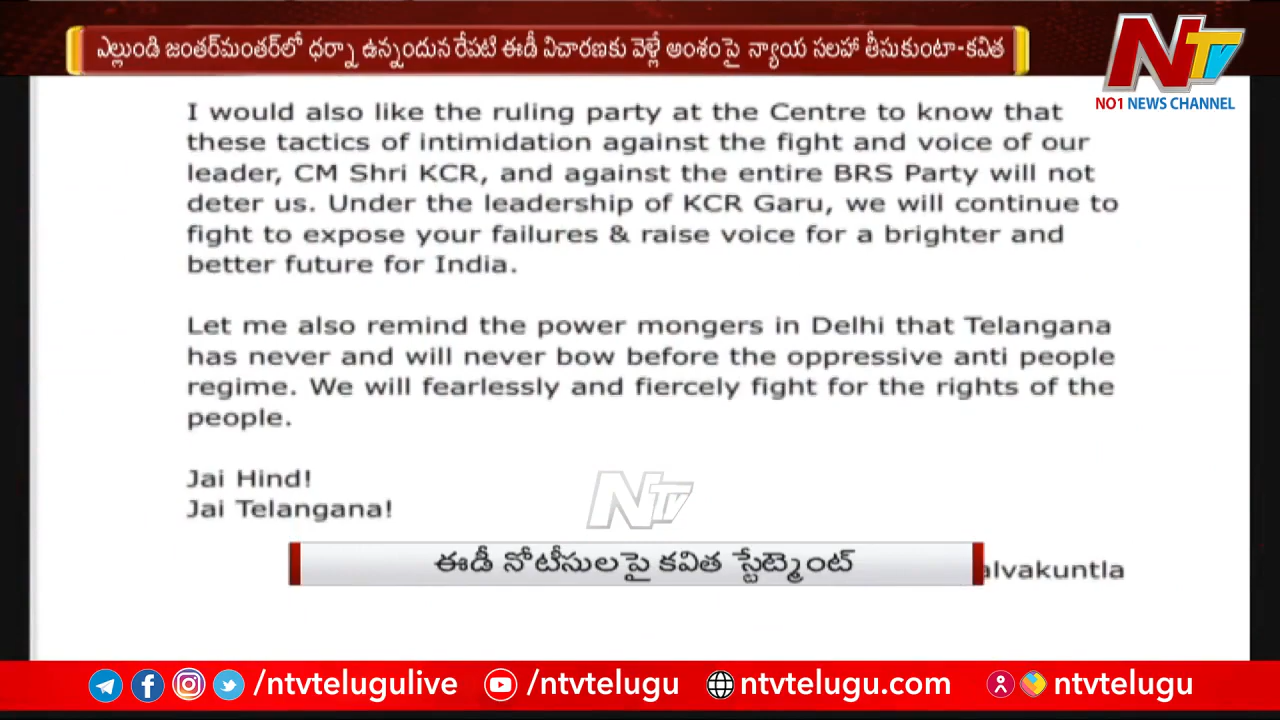 ఎల్లుండి జంతర్‌మంతర్‌లో ధర్నా ఉన్నందున రేపటి ఈడీ విచారణకు వెళ్లే అంశంపై న్యాయ సలహా తీసుకుంటా-కవిత
NTV
NO1 NEWS CHANNEL
I would also like the ruling party at the Centre to know that
these tactics of intimidation against the fight and voice of our
leader, CM Shri KCR, and against the entire BRS Party will not
deter us. Under the leadership of KCR Garu, we will continue to
fight to expose your failures & raise voice for a brighter and
better future for India.
Let me also remind the power mongers in Delhi that Telangana
has never and will never bow before the oppressive anti people
regime. We will fearlessly and fiercely fight for the rights of the
people.
Jai Hind!
Jai Telangana!
NTV
ఈడీ నోటీసులపై కవిత స్టేట్మెంట్
alvakuntla
/ntvtelugulive /ntvtelugu ntvtelugu.com ntvtelugu